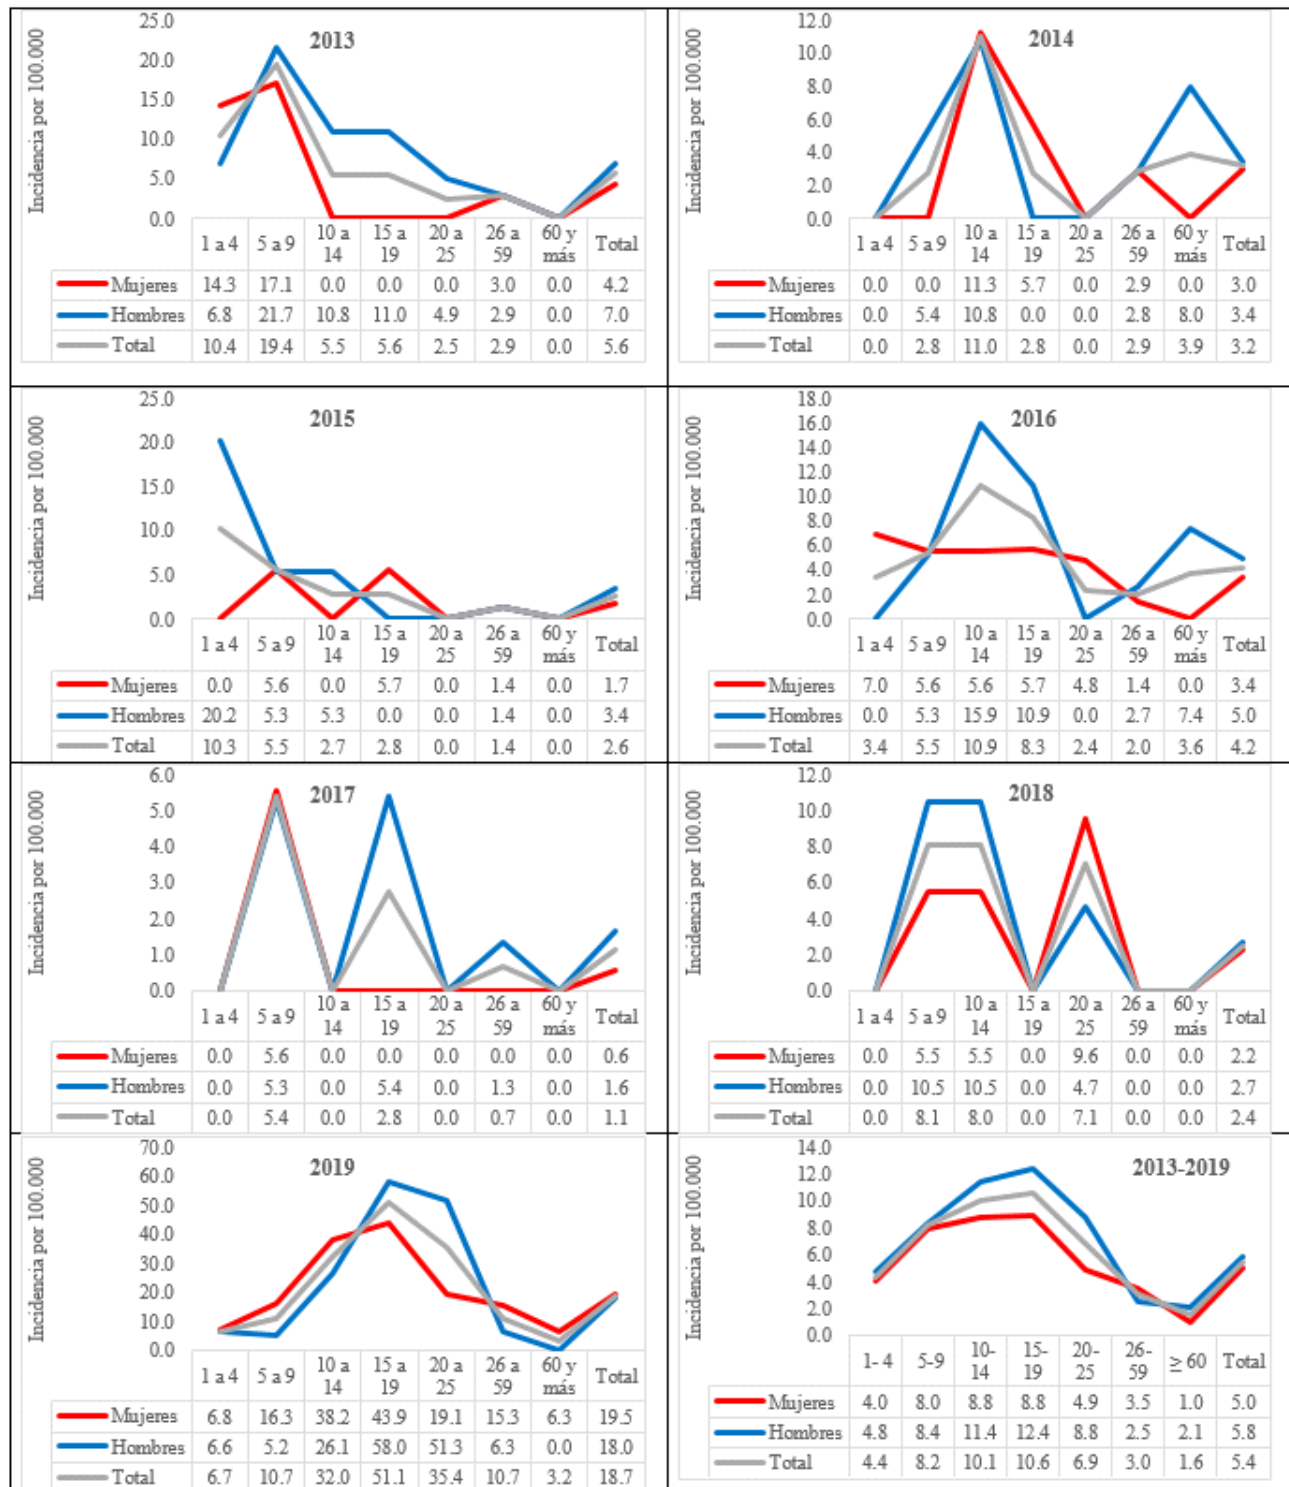 Incidencia por 100.000
2013
25.0
20.0
15.0
10.0
5.0
0.0
1 a 4 5 a 9 10 a 14 15 a 19 20 a 25 26 a 59 60 y más Total
Mujeres 14.3 17.1 0.0 0.0 0.0 3.0 0.0 4.2
Hombres 6.8 21.7 10.8 11.0 4.9 2.9 0.0 7.0
Total 10.4 19.4 5.5 5.6 2.5 2.9 0.0 5.6
Incidencia por 100.000
2014
12.0
10.0
8.0
6.0
4.0
2.0
0.0
1 a 4 5 a 9 10 a 14 15 a 19 20 a 25 26 a 59 60 y más Total
Mujeres 0.0 0.0 11.3 5.7 0.0 2.9 0.0 3.0
Hombres 0.0 5.4 10.8 0.0 0.0 2.8 8.0 3.4
Total 0.0 2.8 11.0 2.8 0.0 2.9 3.9 3.2
Incidencia por 100.000
2015
25.0
20.0
15.0
10.0
5.0
0.0
1 a 4 5 a 9 10 a 14 15 a 19 20 a 25 26 a 59 60 y más Total
Mujeres 0.0 5.6 0.0 5.7 0.0 1.4 0.0 1.7
Hombres 20.2 5.3 5.3 0.0 0.0 1.4 0.0 3.4
Total 10.3 5.5 2.7 2.8 0.0 1.4 0.0 2.6
Incidencia por 100.000
2016
18.0
16.0
14.0
12.0
10.0
8.0
6.0
4.0
2.0
0.0
1 a 4 5 a 9 10 a 14 15 a 19 20 a 25 26 a 59 60 y más Total
Mujeres 7.0 5.6 5.6 5.7 4.8 1.4 0.0 3.4
Hombres 0.0 5.3 15.9 10.9 0.0 2.7 7.4 5.0
Total 3.4 5.5 10.9 8.3 2.4 2.0 3.6 4.2
Incidencia por 100.000
2017
6.0
5.0
4.0
3.0
2.0
1.0
0.0
1 a 4 5 a 9 10 a 14 15 a 19 20 a 25 26 a 59 60 y más Total
Mujeres 0.0 5.6 0.0 0.0 0.0 0.0 0.0 0.6
Hombres 0.0 5.3 0.0 5.4 0.0 1.3 0.0 1.6
Total 0.0 5.4 0.0 2.8 0.0 0.7 0.0 1.1
Incidencia por 100.000
2018
12.0
10.0
8.0
6.0
4.0
2.0
0.0
1 a 4 5 a 9 10 a 14 15 a 19 20 a 25 26 a 59 60 y más Total
Mujeres 0.0 5.5 5.5 0.0 9.6 0.0 0.0 2.2
Hombres 0.0 10.5 10.5 0.0 4.7 0.0 0.0 2.7
Total 0.0 8.1 8.0 0.0 7.1 0.0 0.0 2.4
Incidencia por 100.000
2019
70.0
60.0
50.0
40.0
30.0
20.0
10.0
0.0
1 a 4 5 a 9 10 a 14 15 a 19 20 a 25 26 a 59 60 y más Total
Mujeres 6.8 16.3 38.2 43.9 19.1 15.3 6.3 19.5
Hombres 6.6 5.2 26.1 58.0 51.3 6.3 0.0 18.0
Total 6.7 10.7 32.0 51.1 35.4 10.7 3.2 18.7
Incidencia por 100.000
2013-2019
14.0
12.0
10.0
8.0
6.0
4.0
2.0
0.0
1- 4 5-9 10-14 15-19 20-25 26-59 ≥ 60 Total
Mujeres 4.0 8.0 8.8 8.8 4.9 3.5 1.0 5.0
Hombres 4.8 8.4 11.4 12.4 8.8 2.5 2.1 5.8
Total 4.4 8.2 10.1 10.6 6.9 3.0 1.6 5.4